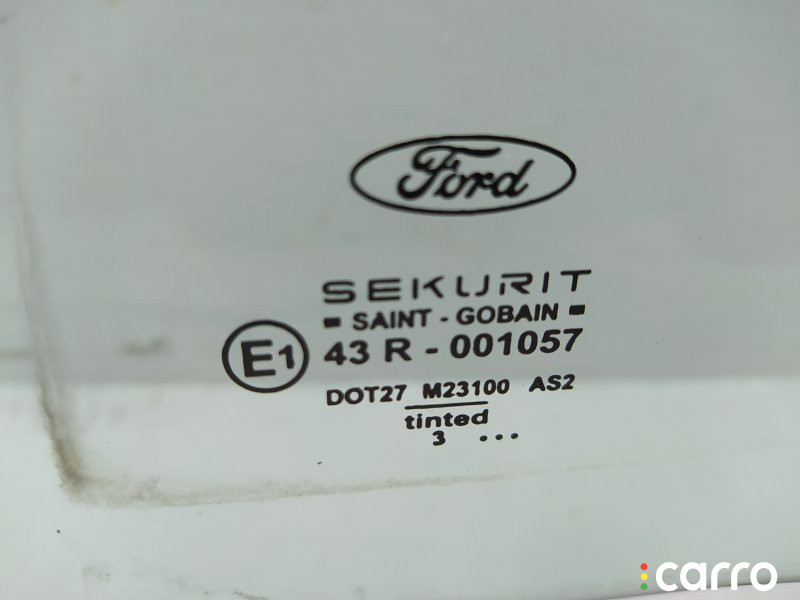 Ford
SEKURIT
SAINT - GOBAIN
E1 43 R - 001057
DOT27 M23100 AS2
tinted
3 ...
carro